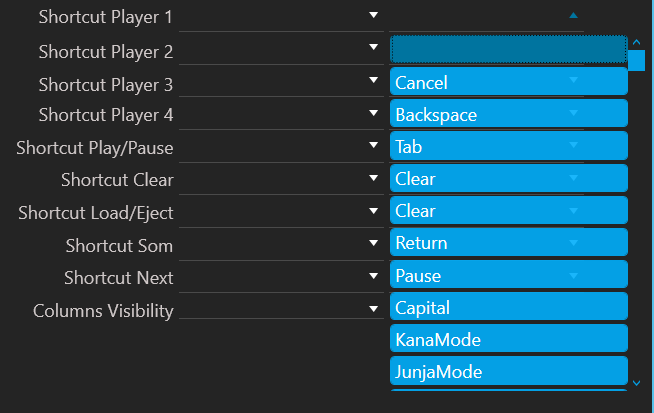 Shortcut Player 1
Shortcut Player 2
Shortcut Player 3
Cancel
Shortcut Player 4
Backspace
Shortcut Play/Pause
Tab
Shortcut Clear
Clear
Shortcut Load/Eject
Clear
Shortcut Som
Return
Shortcut Next
Pause
Columns Visibility
Capital
KanaMode
JunjaMode